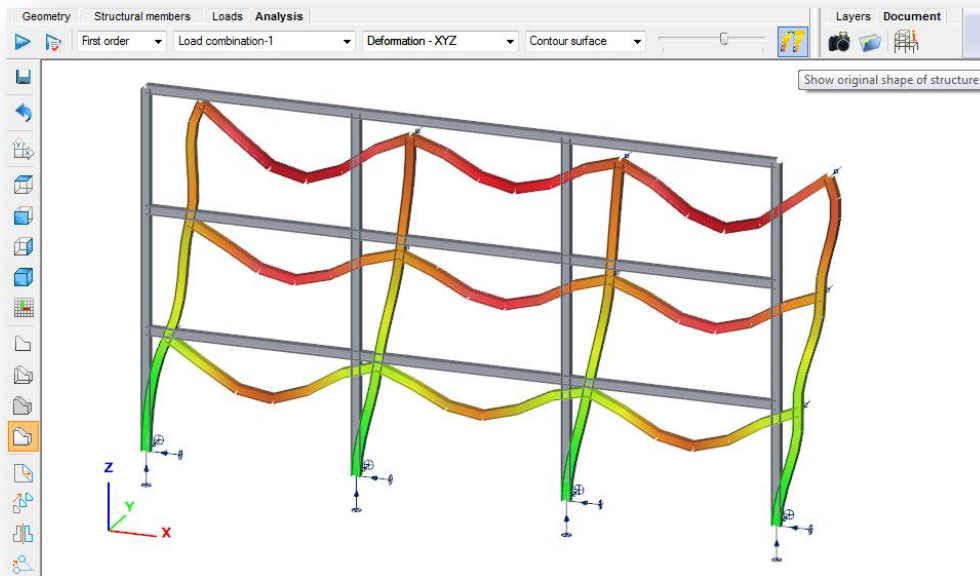 Geometry Structural members Loads Analysis Layers Document
First order Load combination-1 Deformation - XYZ Contour surface
Show original shape of structure
Z
Y
X